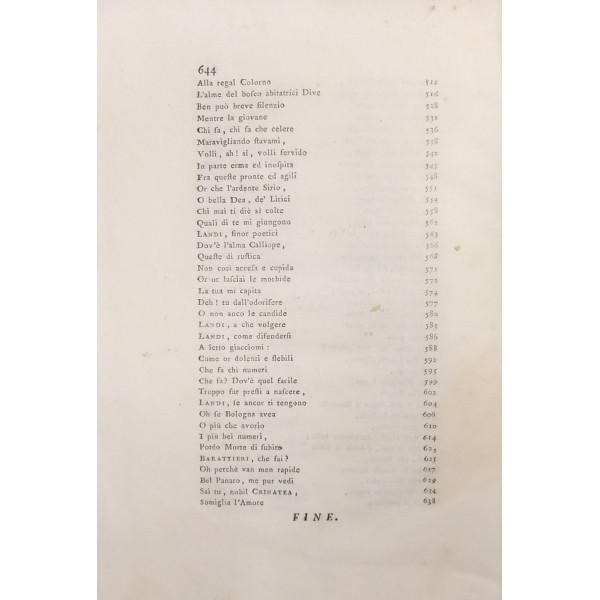 644
Alla regal Colorno 512
L'alme del bosco abitatrici Dive 516
Ben può breve silenzio 528
Mentre la giovane 531
Chi fa, chi fa che celere 536
Maravigliando stavami, 538
Volli, ah! sì, volli fervido 542
In parte erma ed inospita 545
Fra queste pronte ed agili 548
Or che l'ardente Sirio, 551
O bella Dea, de' Lirici 554
Chi mai ti diè sì colte 558
Quali di te mi giungono 562
LANDI, finor poetici 563
Dov'è l'alma Calliope, 566
Queste di rustica 568
Non così accesa e cupida 571
Or or lasciai le morbide 572
La tua mi capita 574
Deh! tu dall'odorifere 577
O non anco le candide 580
LANDI, a che volgere 585
LANDI, come difendersi 586
A letto giacciomi: 588
Come or dolenti e flebili 592
Che fa chi numeri 595
Che fa? Dov'è quel facile 599
Troppo fur presti a nascere, 602
LANDI, se ancor ti tengono 604
Oh se Bologna avea 608
O più che avorio 610
I più bei numeri, 614
Poteo Morte di subita 623
BARATTIERI, che fai? 625
Oh perchè van men rapide 627
Bel Panaro, me pur vedi 629
Sai tu, nobil CRINATEA, 634
Somiglia l'Amore 638
FINE.